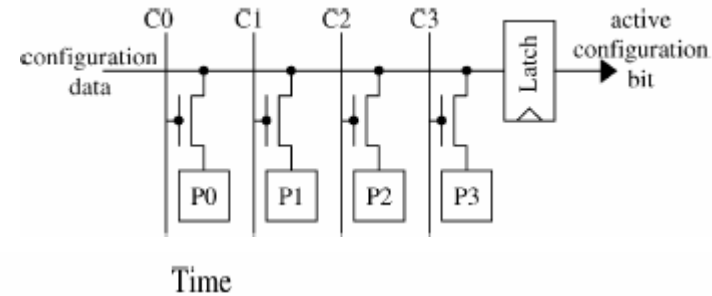 C0 C1 C2 C3
configuration data
Latch
active configuration bit
P0 P1 P2 P3
Time